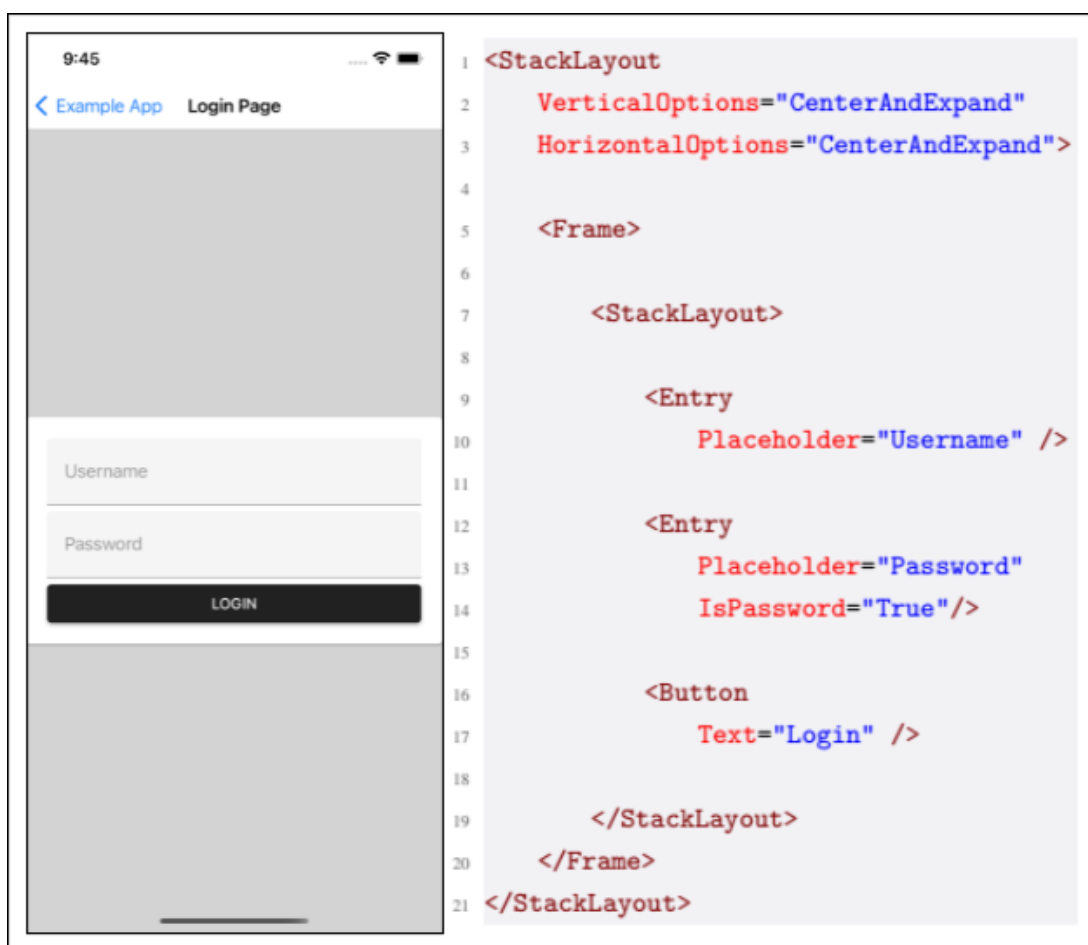 9:45
Example App Login Page
Username
Password
LOGIN
1 <StackLayout
2 VerticalOptions="CenterAndExpand"
3 HorizontalOptions="CenterAndExpand">
4
5 <Frame>
6
7 <StackLayout>
8
9 <Entry
10 Placeholder="Username" />
11
12 <Entry
13 Placeholder="Password"
14 IsPassword="True"/>
15
16 <Button
17 Text="Login" />
18
19 </StackLayout>
20 </Frame>
21 </StackLayout>